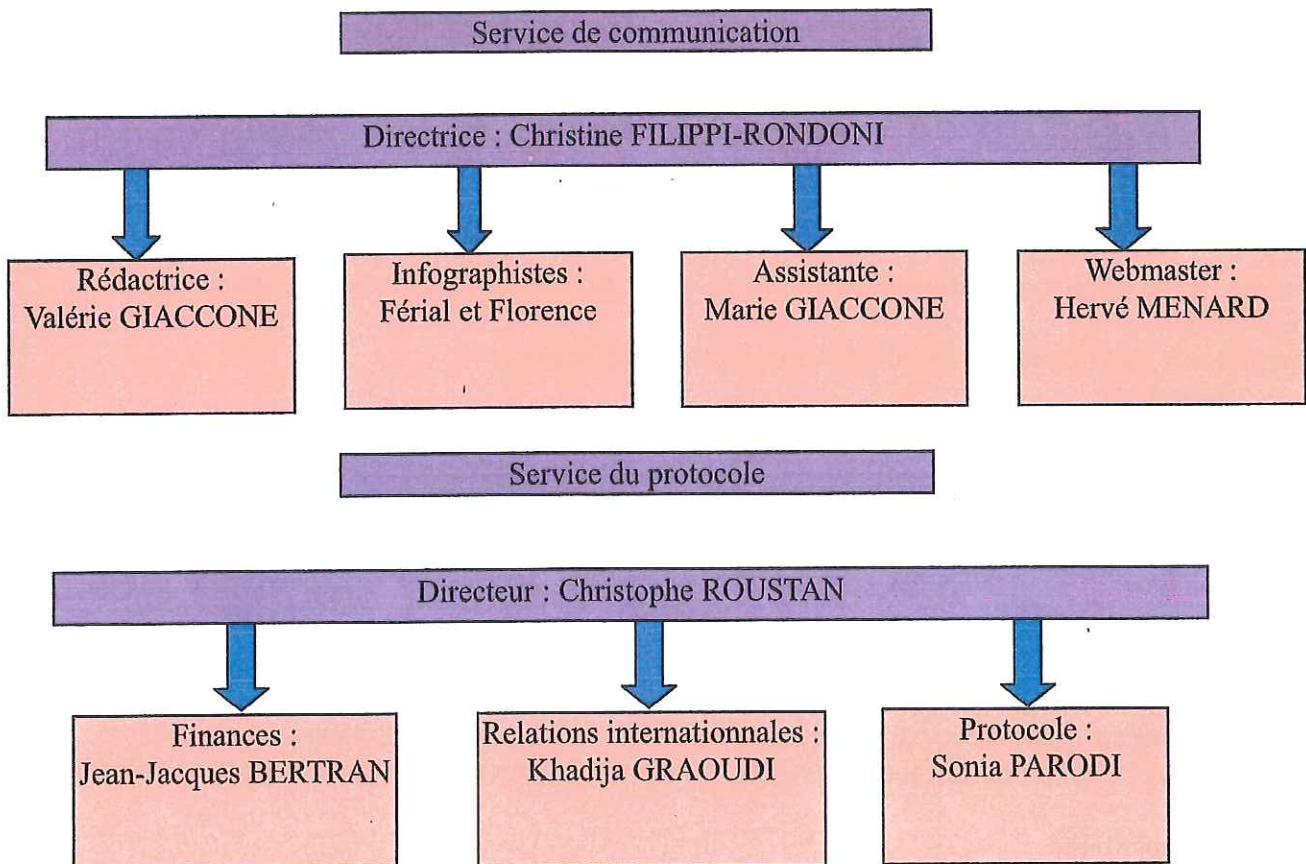 Service de communication
Directrice : Christine FILIPPI-RONDONI
Rédactrice :
Valérie GIACCONE
Infographistes :
Férial et Florence
Assistante :
Marie GIACCONE
Webmaster :
Hervé MENARD
Service du protocole
Directeur : Christophe ROUSTAN
Finances :
Jean-Jacques BERTRAN
Relations internationnales :
Khadija GRAOUDI
Protocole :
Sonia PARODI